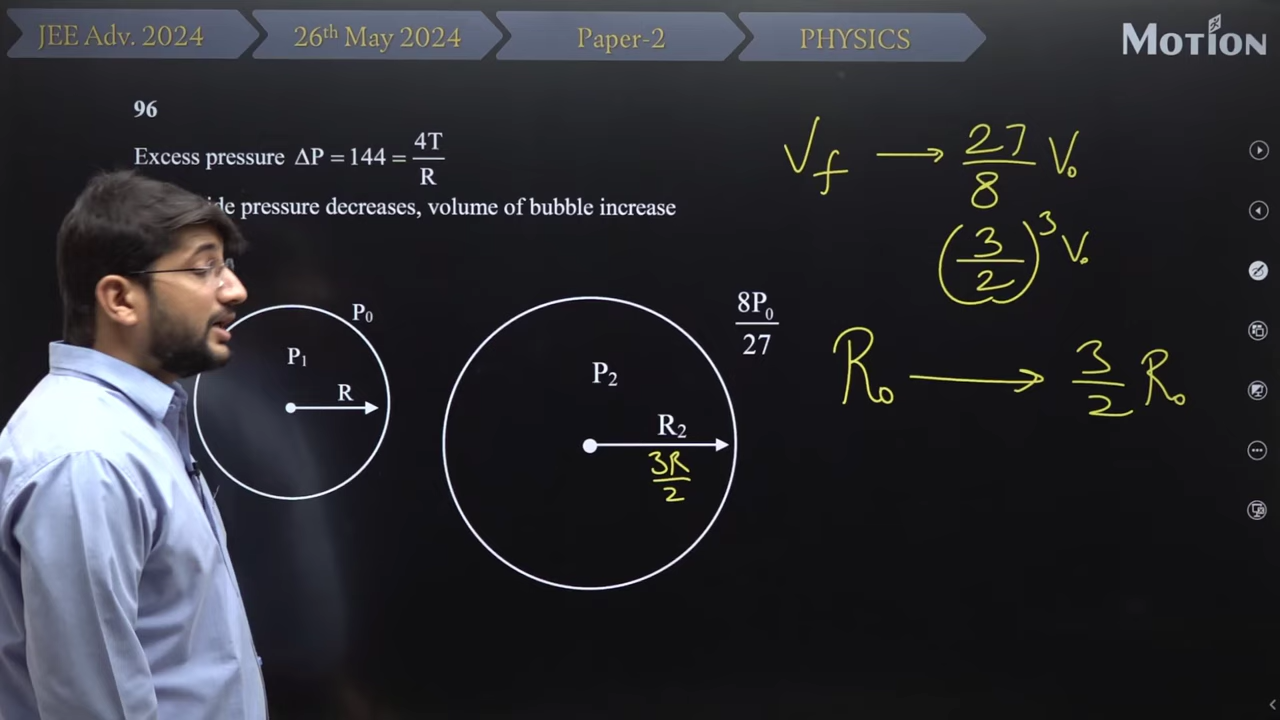 JEE Adv. 2024
26th May 2024
Paper-2
PHYSICS
MOTION
96
Excess pressure ΔP = 144 = 4T/R
pressure decreases, volume of bubble increase
P₀
P₁
R
P₂
R₂
3R/2
8P₀/27
V_f → 27/8 V₀
(3/2)³ V₀
R₀ → 3/2 R₀